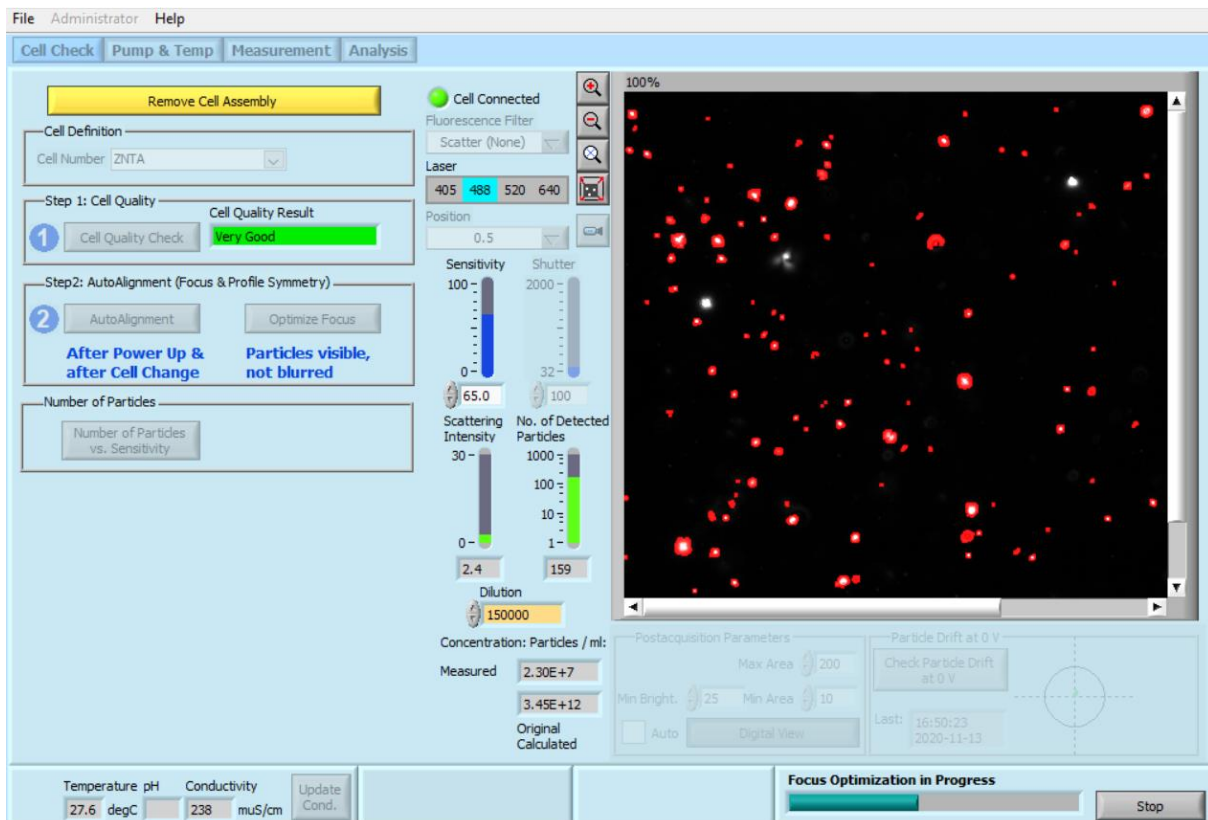 File Administrator Help
Cell Check Pump & Temp Measurement Analysis
Remove Cell Assembly
Cell Definition
Cell Number ZNTA
Step 1: Cell Quality
Cell Quality Result
1 Cell Quality Check Very Good
Step2: AutoAlignment (Focus & Profile Symmetry)
2 AutoAlignment Optimize Focus
After Power Up &
after Cell Change
Particles visible,
not blurred
Number of Particles
Number of Particles
vs. Sensitivity
Cell Connected
Fluorescence Filter
Scatter (None)
Laser
405 488 520 640
Position
0.5
Sensitivity Shutter
100 2000
0 32
65.0 100
Scattering
Intensity
No. of Detected
Particles
30 1000
100
10
0 1
2.4 159
Dilution
150000
Concentration: Particles / ml:
Measured 2.30E+7
3.45E+12
Original
Calculated
100%
Postacquisition Parameters
Max Area 200
Min Bright. 25 Min Area 10
Auto Digital View
Particle Drift at 0 V
Check Particle Drift
at 0 V
Last: 16:50:23
2020-11-13
Temperature pH Conductivity
27.6 degC 238 muS/cm
Update
Cond.
Focus Optimization in Progress
Stop